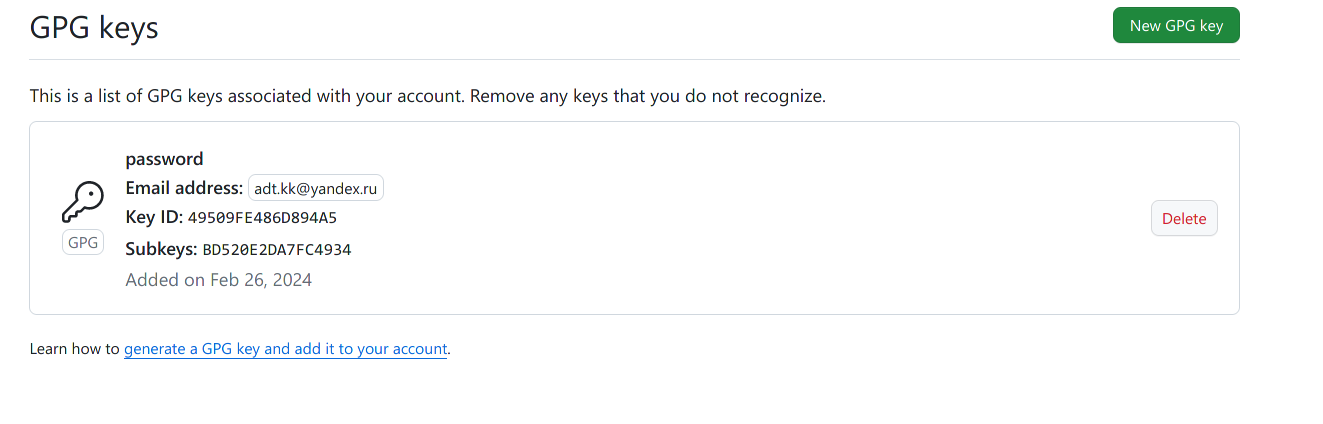 GPG keys
New GPG key
This is a list of GPG keys associated with your account. Remove any keys that you do not recognize.
password
Email address: adt.kk@yandex.ru
Key ID: 49509FE486D894A5
GPG
Subkeys: BD520E2DA7FC4934
Added on Feb 26, 2024
Delete
Learn how to generate a GPG key and add it to your account.